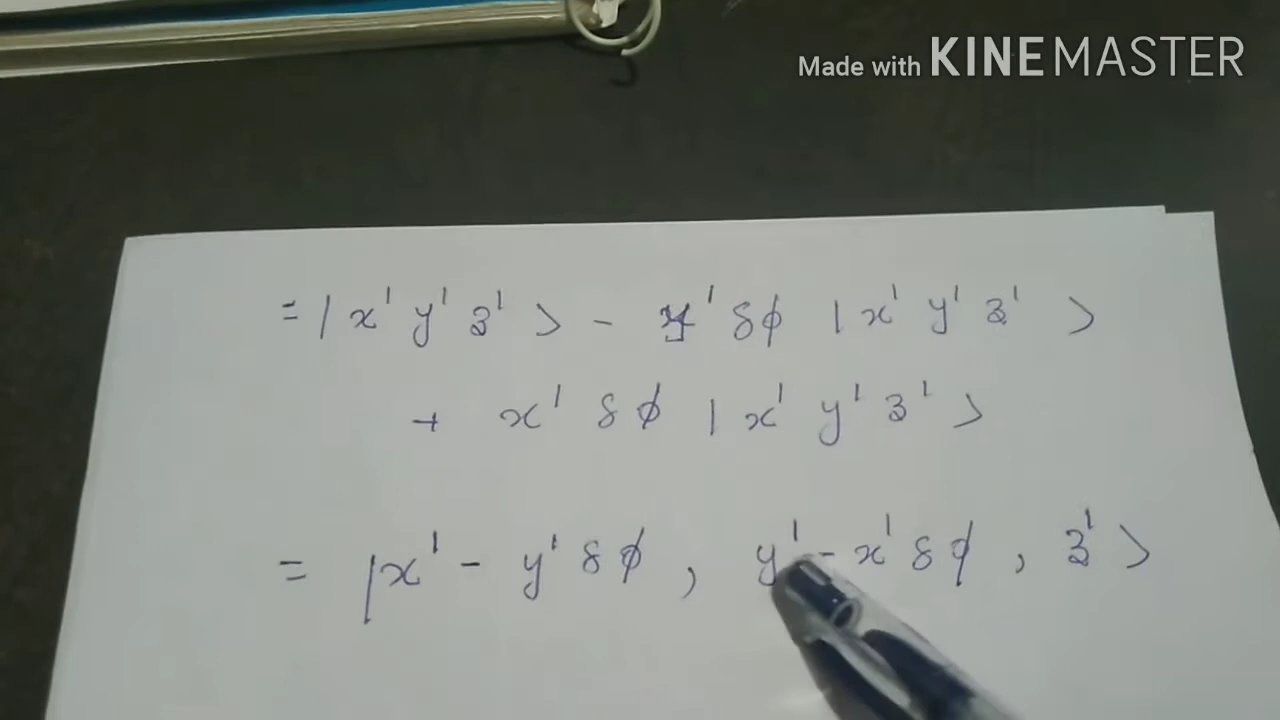 Made with KINEMASTER
= | x' y' z' > - y' δϕ | x' y' z' >
+ x' δϕ | x' y' z' >
= | x' - y' δϕ , y' - x' δϕ , z' >